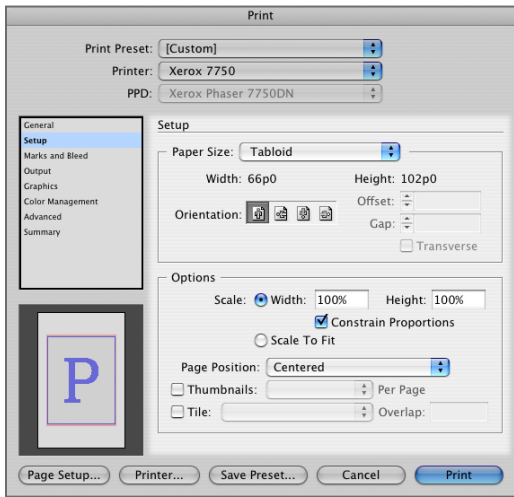 Print
Print Preset: [Custom]
Printer: Xerox 7750
PPD: Xerox Phaser 7750DN
General
Setup
Marks and Bleed
Output
Graphics
Color Management
Advanced
Summary
Setup
Paper Size: Tabloid
Width: 66p0 Height: 102p0
Orientation: Offset:
Gap:
Transverse
Options
Scale: Width: 100% Height: 100%
Constrain Proportions
Scale To Fit
Page Position: Centered
Thumbnails: Per Page
Tile: Overlap:
P
Page Setup... Printer... Save Preset... Cancel Print